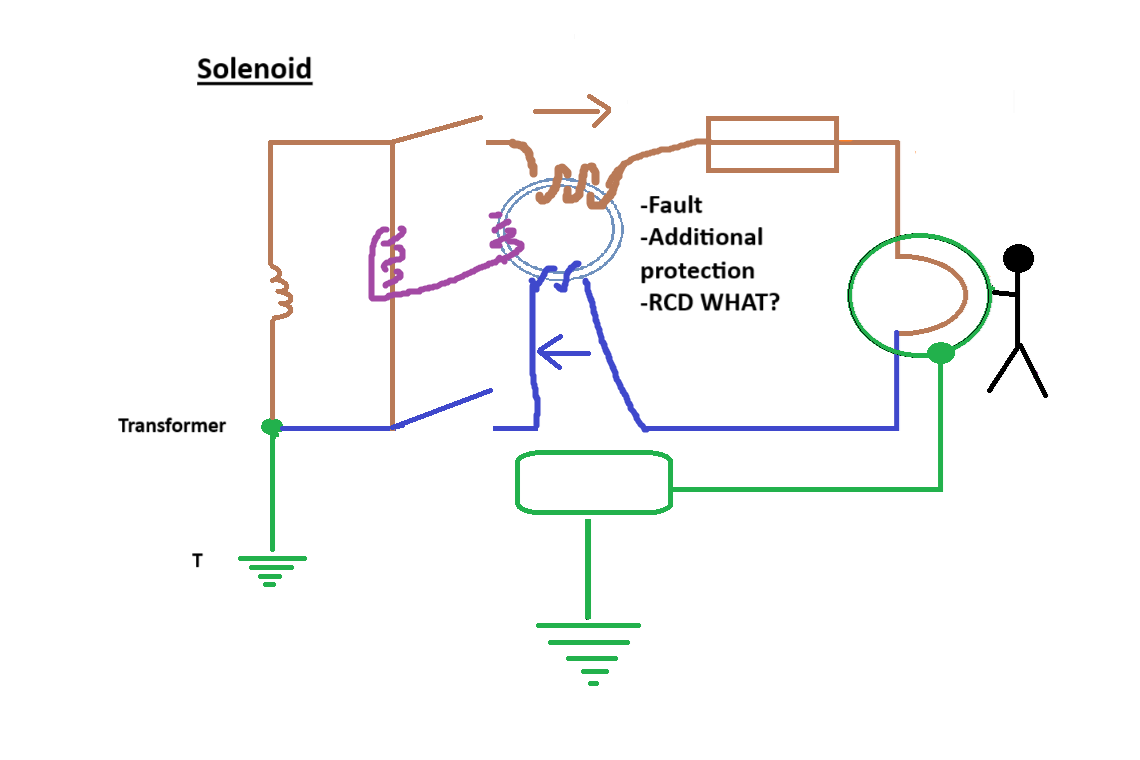 Solenoid
-Fault
-Additional
protection
-RCD WHAT?
Transformer
T